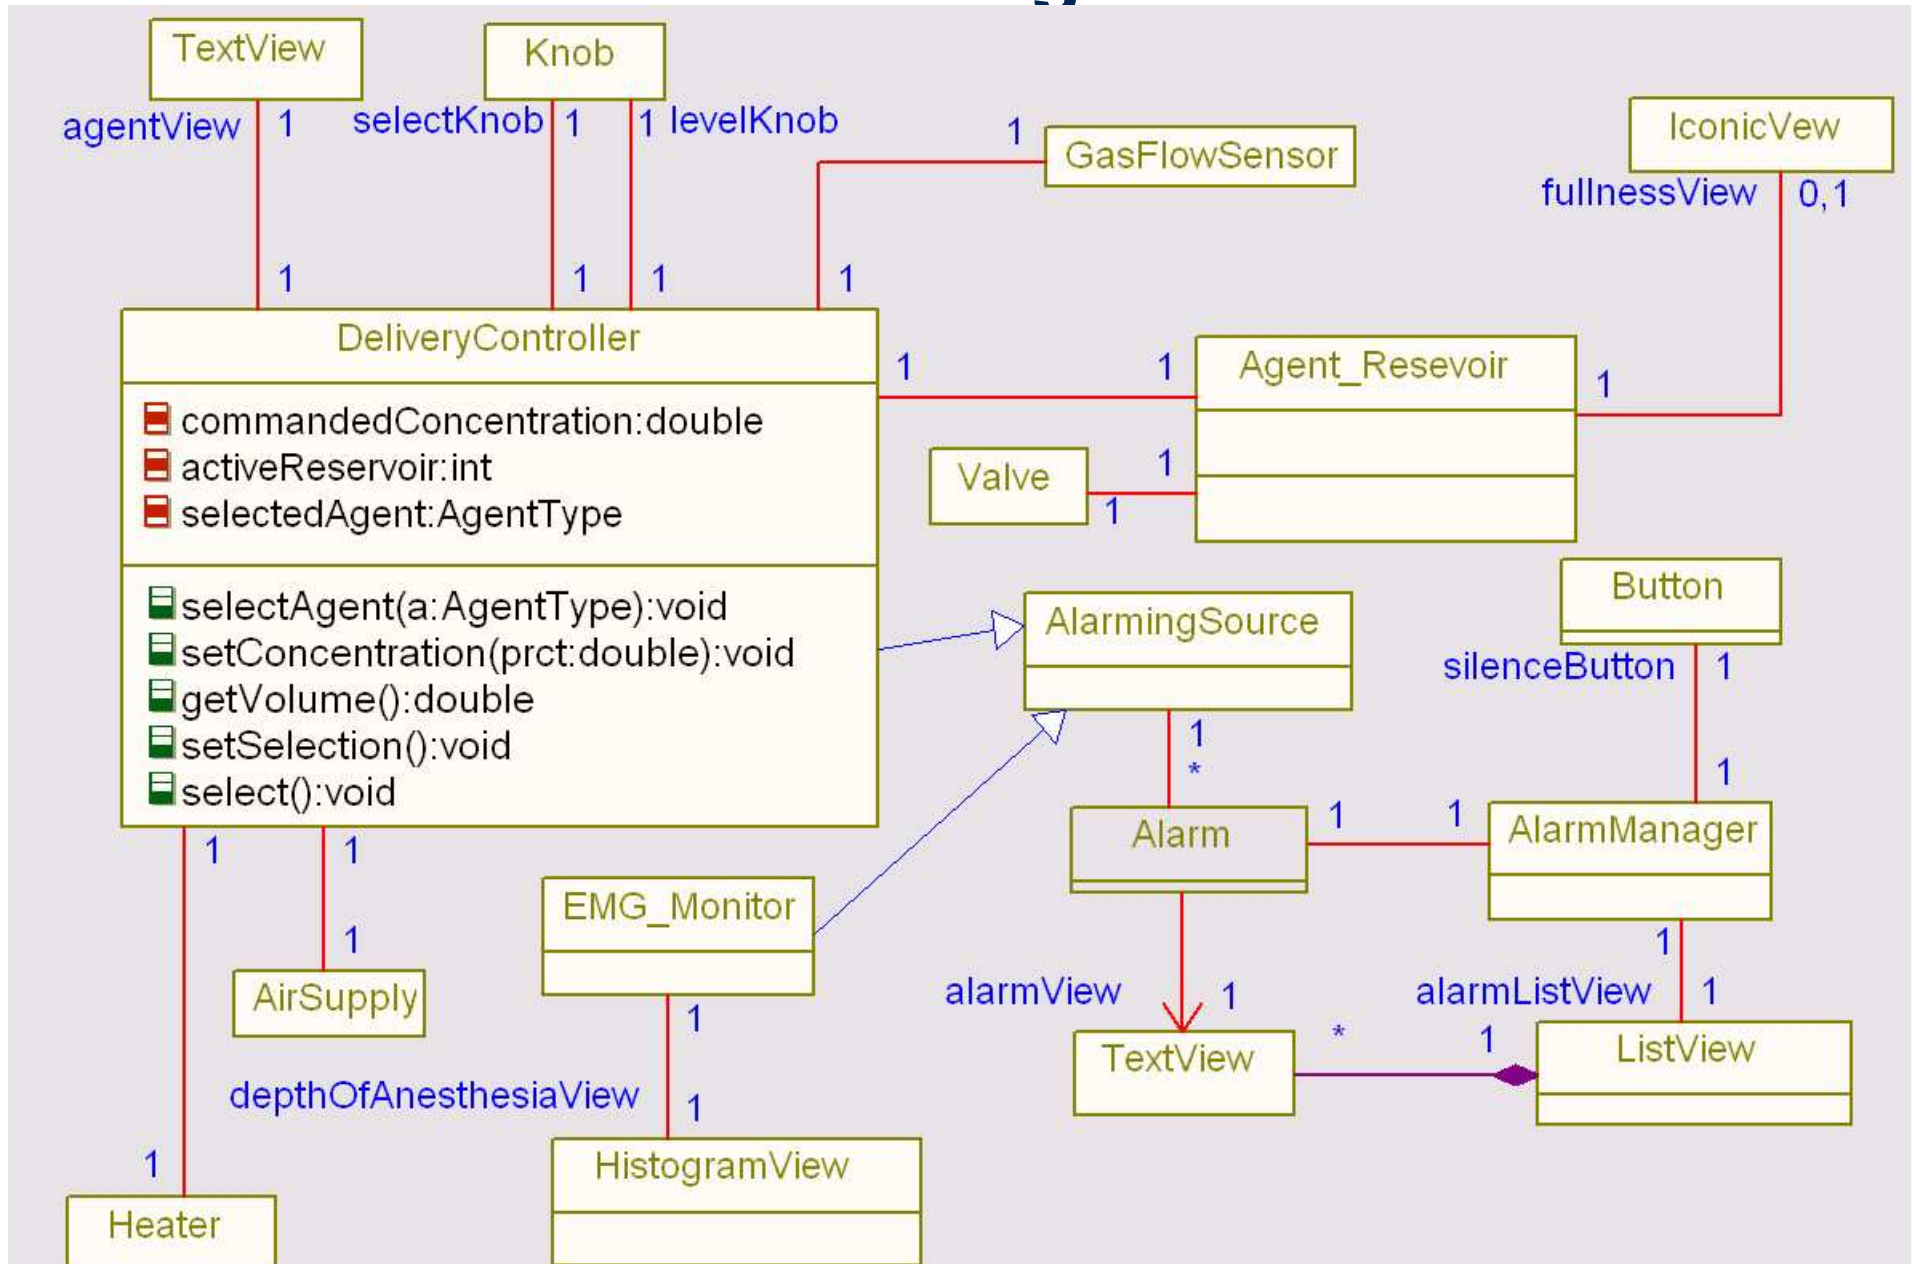 TextView
Knob
agentView 1
selectKnob 1
1 levelKnob
1
GasFlowSensor
IconicVew
fullnessView 0,1
1
1
1
1
DeliveryController
commandedConcentration:double
activeReservoir:int
selectedAgent:AgentType
selectAgent(a:AgentType):void
setConcentration(prct:double):void
getVolume():double
setSelection():void
select():void
1
1
Agent_Resevoir
1
Valve
1
1
AlarmingSource
Button
silenceButton 1
1
*
1
Alarm
1
1
AlarmManager
1
1
EMG_Monitor
1
AirSupply
1
alarmView 1
1
alarmListView 1
TextView
*
1
ListView
depthOfAnesthesiaView 1
HistogramView
1
Heater